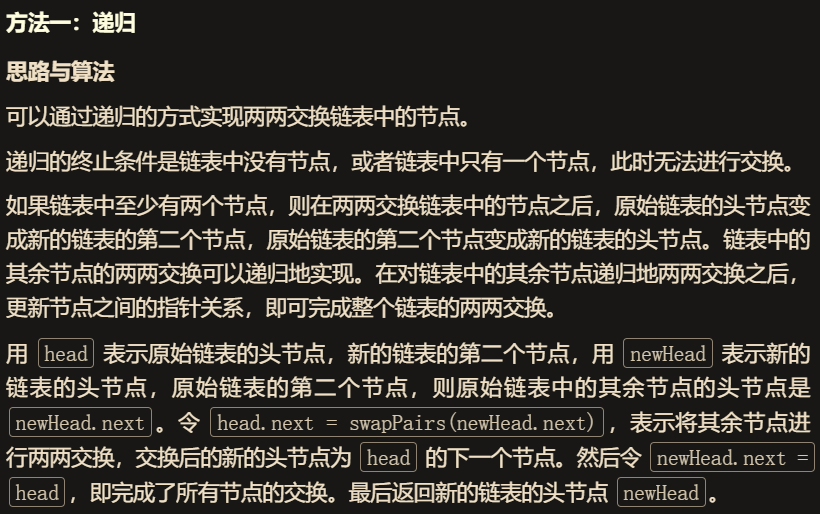 方法一：递归
思路与算法
可以通过递归的方式实现两两交换链表中的节点。
递归的终止条件是链表中没有节点，或者链表中只有一个节点，此时无法进行交换。
如果链表中至少有两个节点，则在两两交换链表中的节点之后，原始链表的头节点变
成新的链表的第二个节点，原始链表的第二个节点变成新的链表的头节点。链表中的
其余节点的两两交换可以递归地实现。在对链表中的其余节点递归地两两交换之后，
更新节点之间的指针关系，即可完成整个链表的两两交换。
用 head 表示原始链表的头节点，新的链表的第二个节点，用 newHead 表示新的
链表的头节点，原始链表的第二个节点，则原始链表中的其余节点的头节点是
newHead.next 。令 head.next = swapPairs(newHead.next) ，表示将其余节点进
行两两交换，交换后的新的头节点为 head 的下一个节点。然后令 newHead.next =
head ，即完成了所有节点的交换。最后返回新的链表的头节点 newHead 。